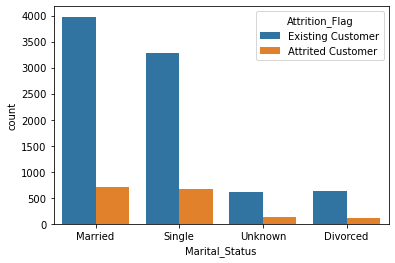 Attrition_Flag
Existing Customer
Attrited Customer
count
4000
3500
3000
2500
2000
1500
1000
500
0
Married Single Unknown Divorced
Marital_Status